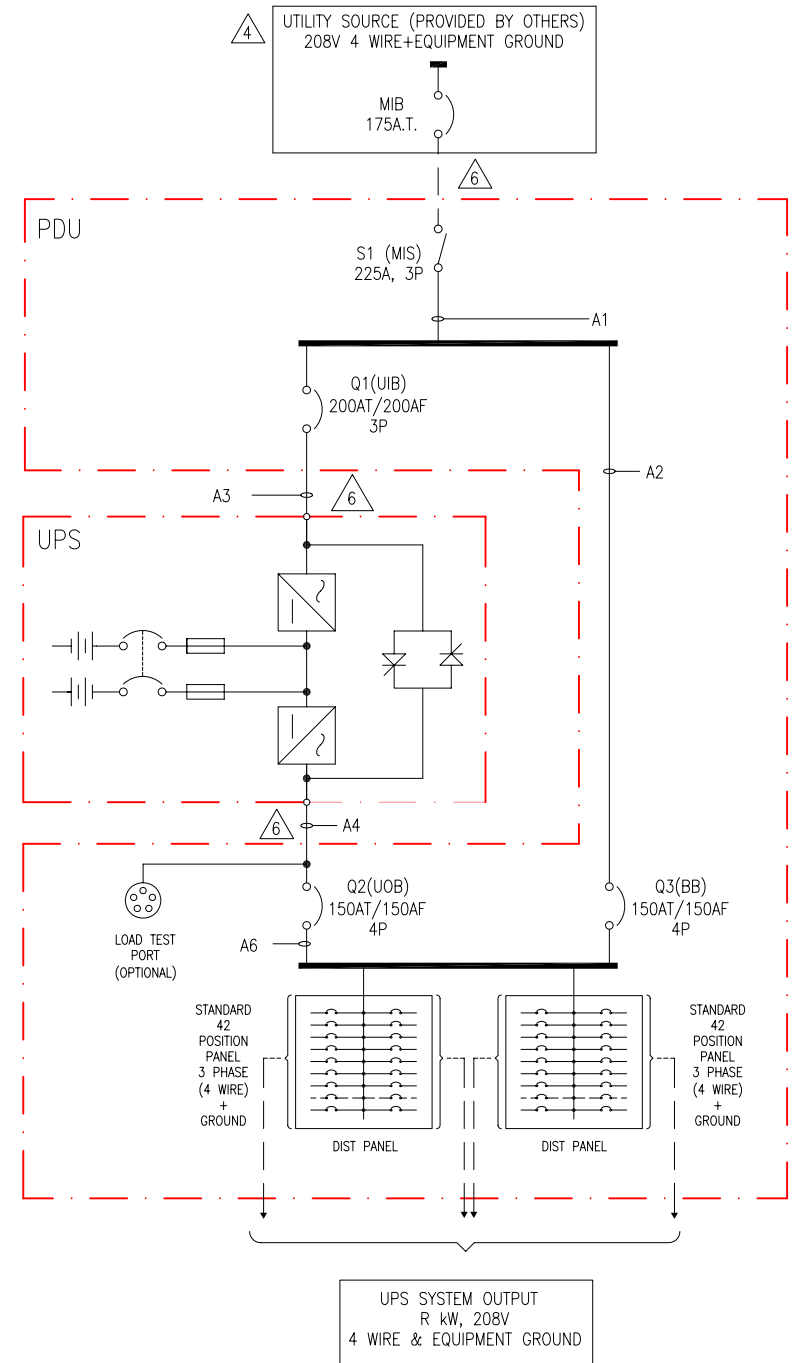 4
UTILITY SOURCE (PROVIDED BY OTHERS)
208V 4 WIRE+EQUIPMENT GROUND
MIB
175A.T.
6
PDU
S1 (MIS)
225A, 3P
A1
Q1(UIB)
200AT/200AF
3P
A2
A3
6
UPS
6
A4
Q2(UOB)
150AT/150AF
4P
Q3(BB)
150AT/150AF
4P
LOAD TEST
PORT
(OPTIONAL)
A6
STANDARD
42
POSITION
PANEL
3 PHASE
(4 WIRE)
+
GROUND
STANDARD
42
POSITION
PANEL
3 PHASE
(4 WIRE)
+
GROUND
DIST PANEL
DIST PANEL
UPS SYSTEM OUTPUT
R kW, 208V
4 WIRE & EQUIPMENT GROUND